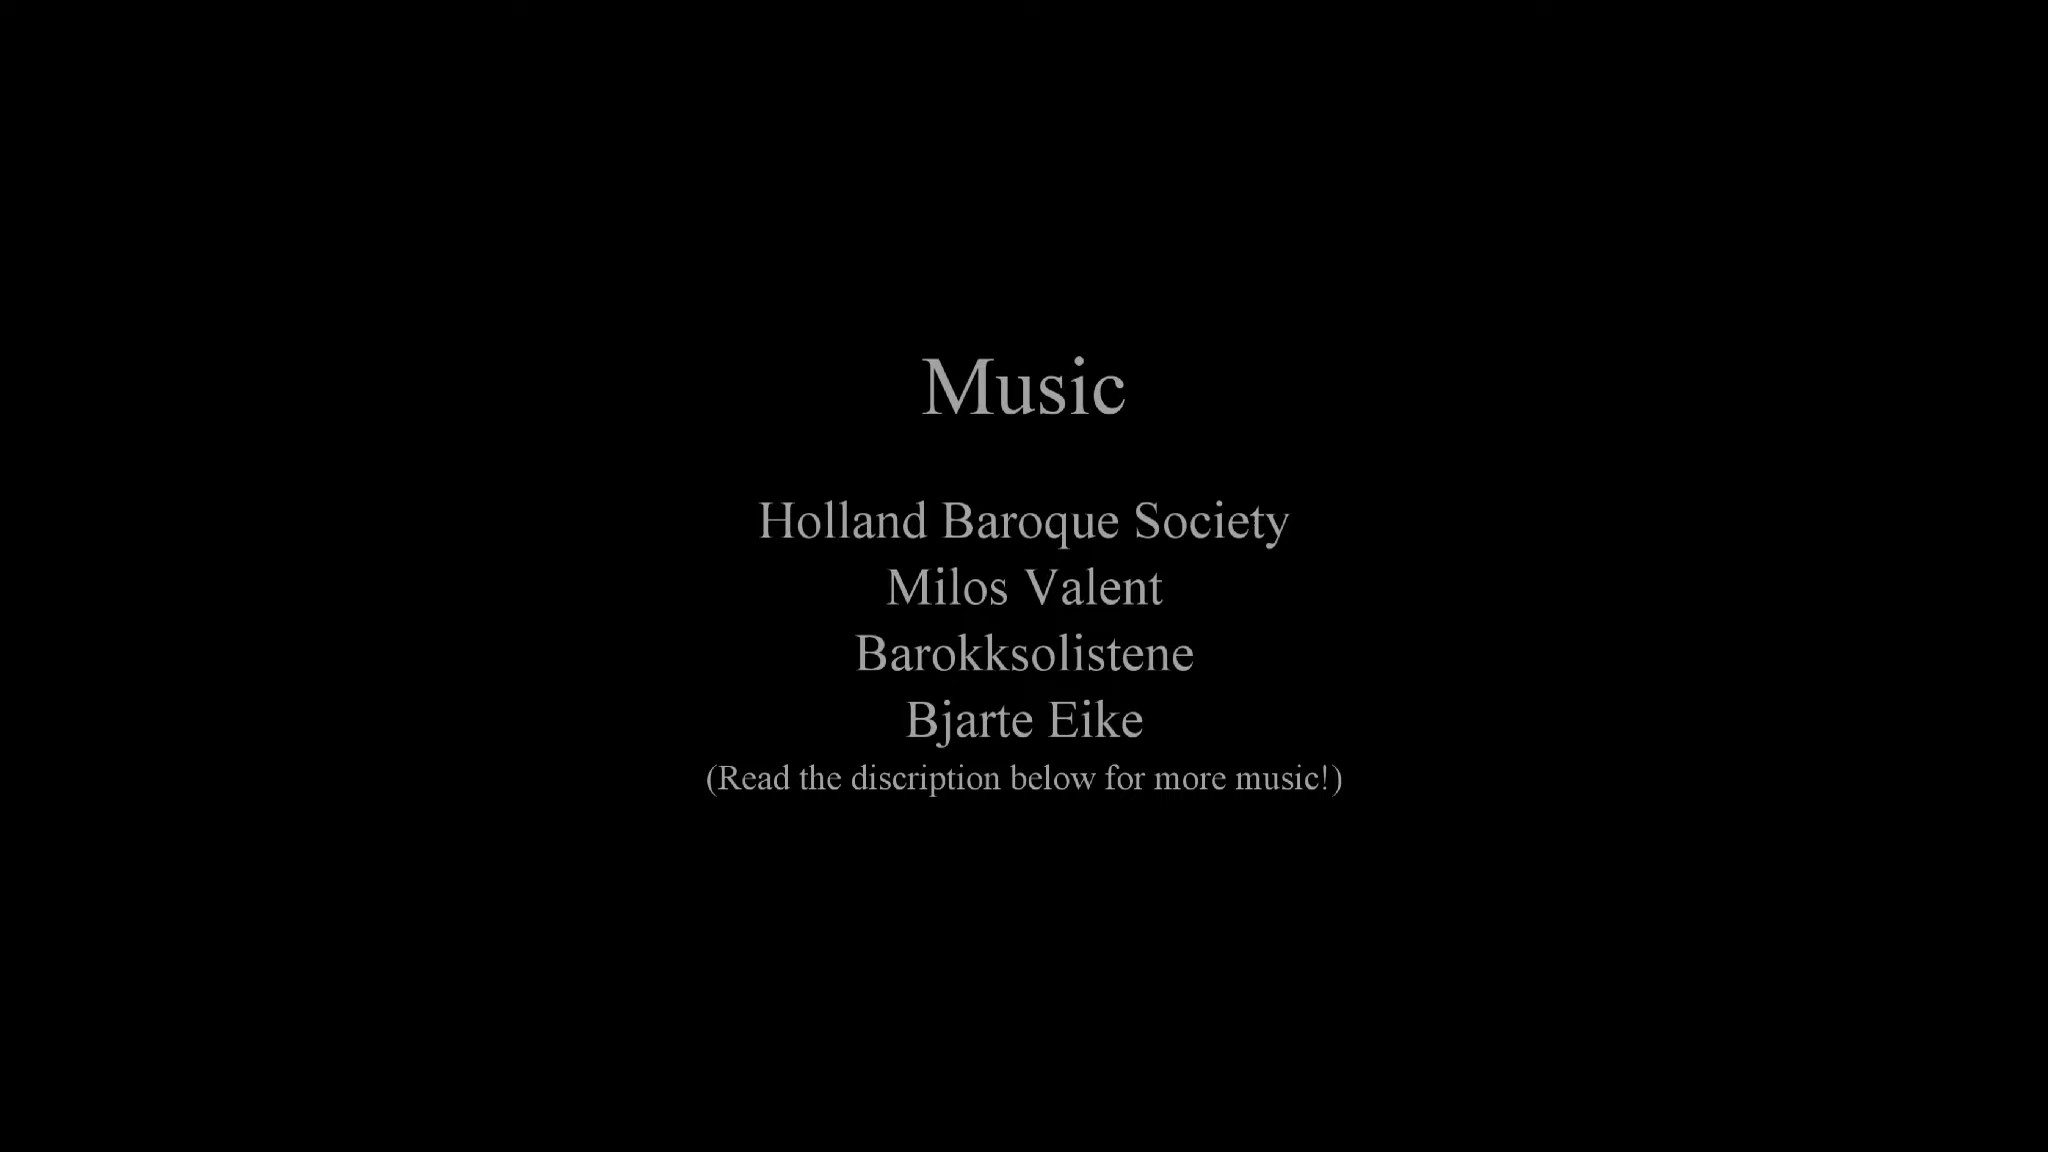 Music
Holland Baroque Society
Milos Valent
Barokksolistene
Bjarte Eike
(Read the discription below for more music!)